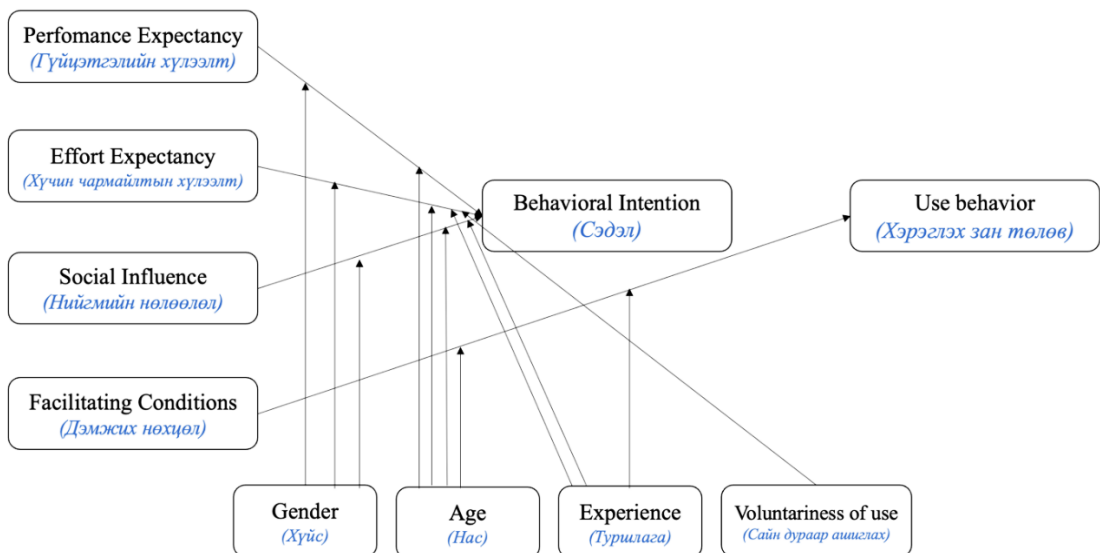 Perfomance Expectancy
(Гүйцэтгэлийн хүлээлт)
Effort Expectancy
(Хүчин чармайлтын хүлээлт)
Behavioral Intention
(Сэдэл)
Use behavior
(Хэрэглэх зан төлөв)
Social Influence
(Нийгмийн нөлөөлөл)
Facilitating Conditions
(Дэмжих нөхцөл)
Gender
(Хүйс)
Age
(Нас)
Experience
(Туршлага)
Voluntariness of use
(Сайн дураар ашиглах)